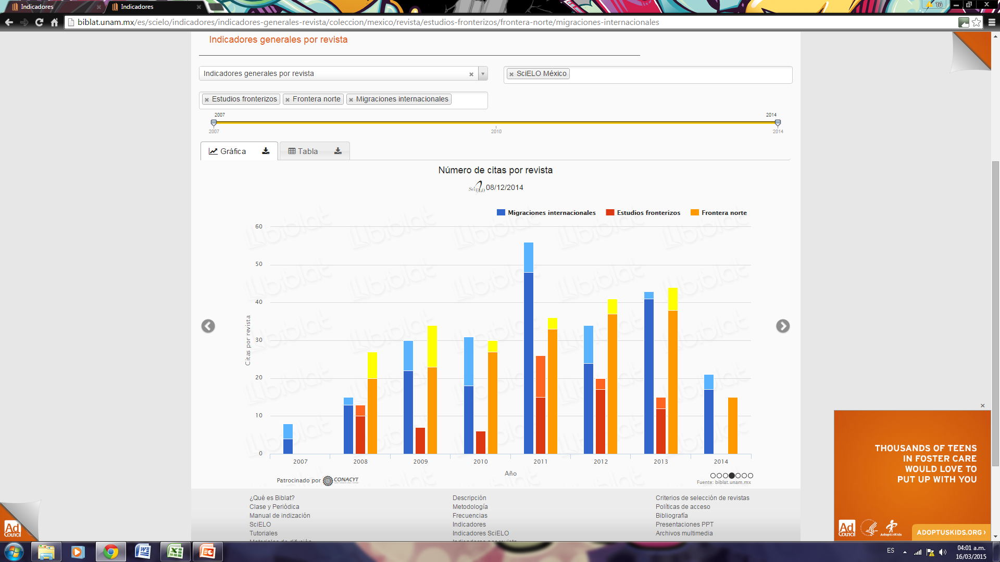 Indicadores
Indicadores
Tú
biblat.unam.mx/es/scielo/indicadores/indicadores-generales-revista/coleccion/mexico/revista/estudios-fronterizos/frontera-norte/migraciones-internacionales
Indicadores generales por revista
Indicadores generales por revista
SciELO México
Estudios fronterizos Frontera norte Migraciones internacionales
2007 2014
2007 2010 2014
Gráfica Tabla
Número de citas por revista
SciELO 08/12/2014
Migraciones internacionales Estudios fronterizos Frontera norte
60
50
40
30
20
10
0
Citas por revista
2007 2008 2009 2010 2011 2012 2013 2014
Año
Patrocinado por CONACYT
Fuente: biblat.unam.mx
biblat
¿Qué es Biblat? Descripción Criterios de selección de revistas
Clase y Periódica Metodología Políticas de acceso
Manual de indización Frecuencias Bibliografía
SciELO Indicadores Presentaciones PPT
Tutoriales Indicadores SciELO Archivos multimedia
Ad
Council
THOUSANDS OF TEENS
IN FOSTER CARE
WOULD LOVE TO
PUT UP WITH YOU
Ad
Council
AdoptUsKids
ADOPTUSKIDS.ORG ›
ES
04:01 a.m.
16/03/2015